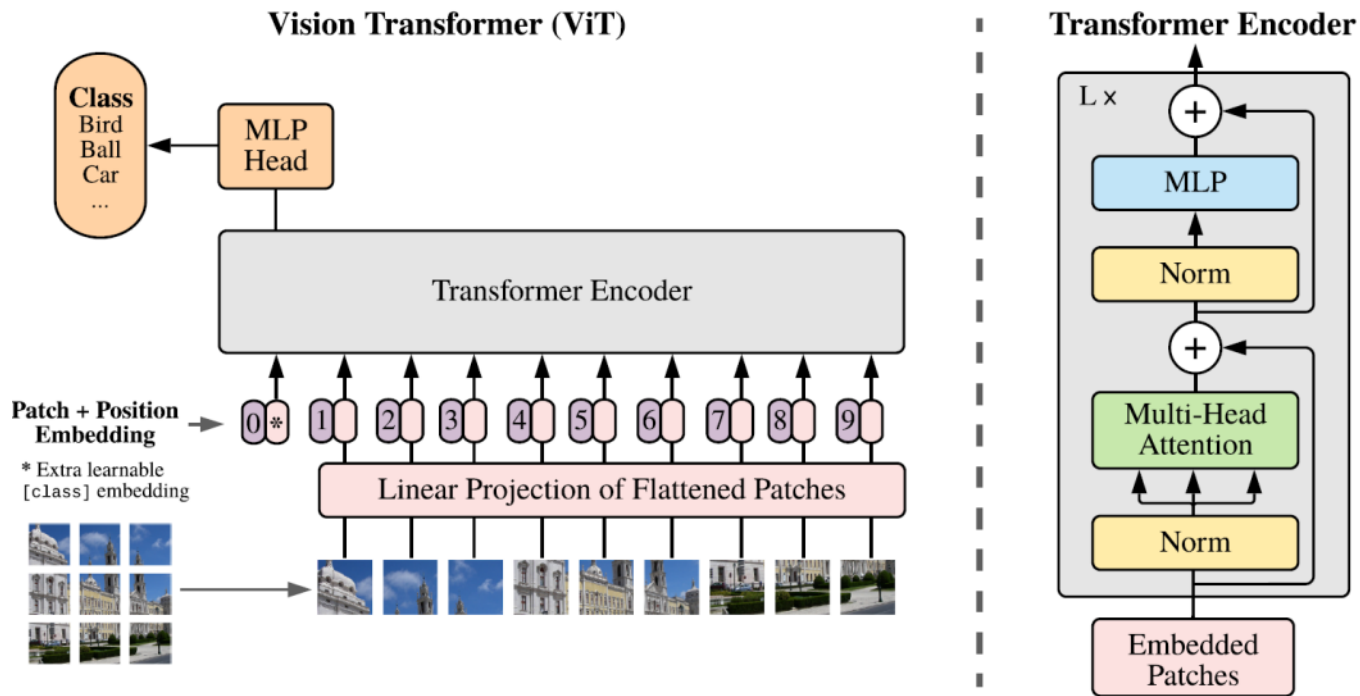 Vision Transformer (ViT)
Class
Bird
Ball
Car
...
MLP
Head
Transformer Encoder
Patch + Position
Embedding
* Extra learnable
[class] embedding
0 * 1 2 3 4 5 6 7 8 9
Linear Projection of Flattened Patches
Transformer Encoder
L ×
+
MLP
Norm
+
Multi-Head
Attention
Norm
Embedded
Patches